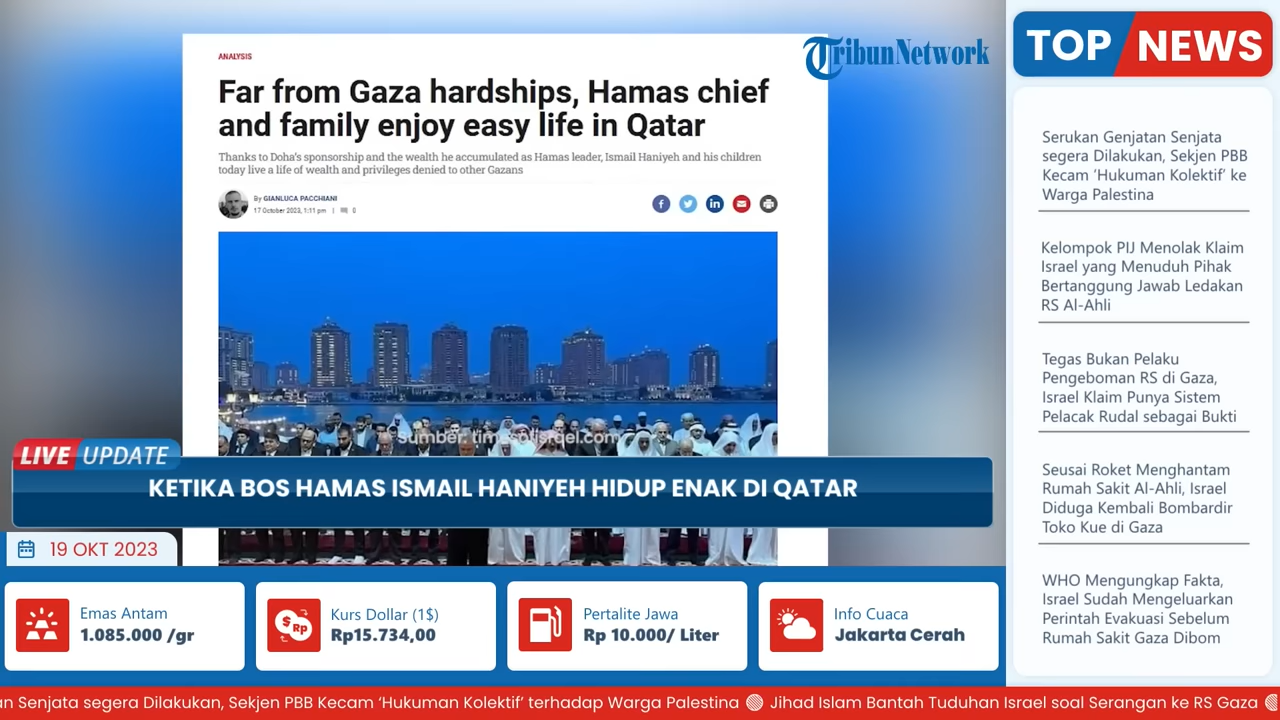 TribunNetwork
ANALYSIS
Far from Gaza hardships, Hamas chief
and family enjoy easy life in Qatar
Thanks to Doha's sponsorship and the wealth he accumulated as Hamas leader, Ismail Haniyeh and his children
today live a life of wealth and privileges denied to other Gazans
By GIANLUCA PACCHIANI
17 October 2023, 1:11 pm | 0
Sumber: timesofisrael.com
LIVE UPDATE
KETIKA BOS HAMAS ISMAIL HANIYEH HIDUP ENAK DI QATAR
19 OKT 2023
Emas Antam
1.085.000 /gr
Kurs Dollar (1$)
Rp15.734,00
Pertalite Jawa
Rp 10.000/ Liter
Info Cuaca
Jakarta Cerah
TOP NEWS
Serukan Genjatan Senjata
segera Dilakukan, Sekjen PBB
Kecam ‘Hukuman Kolektif’ ke
Warga Palestina
Kelompok PIJ Menolak Klaim
Israel yang Menuduh Pihak
Bertanggung Jawab Ledakan
RS Al-Ahli
Tegas Bukan Pelaku
Pengeboman RS di Gaza,
Israel Klaim Punya Sistem
Pelacak Rudal sebagai Bukti
Seusai Roket Menghantam
Rumah Sakit Al-Ahli, Israel
Diduga Kembali Bombardir
Toko Kue di Gaza
WHO Mengungkap Fakta,
Israel Sudah Mengeluarkan
Perintah Evakuasi Sebelum
Rumah Sakit Gaza Dibom
an Senjata segera Dilakukan, Sekjen PBB Kecam ‘Hukuman Kolektif’ terhadap Warga Palestina Jihad Islam Bantah Tuduhan Israel soal Serangan ke RS Gaza